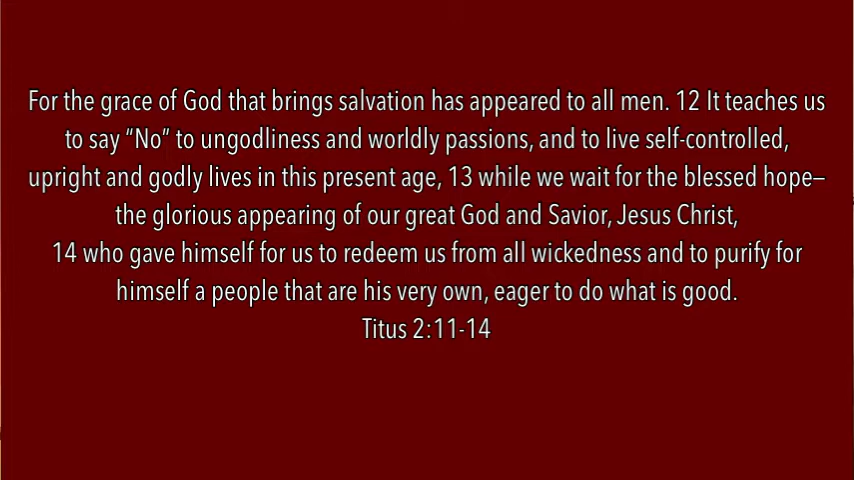 For the grace of God that brings salvation has appeared to all men. 12 It teaches us
to say “No” to ungodliness and worldly passions, and to live self-controlled,
upright and godly lives in this present age, 13 while we wait for the blessed hope—
the glorious appearing of our great God and Savior, Jesus Christ,
14 who gave himself for us to redeem us from all wickedness and to purify for
himself a people that are his very own, eager to do what is good.
Titus 2:11-14